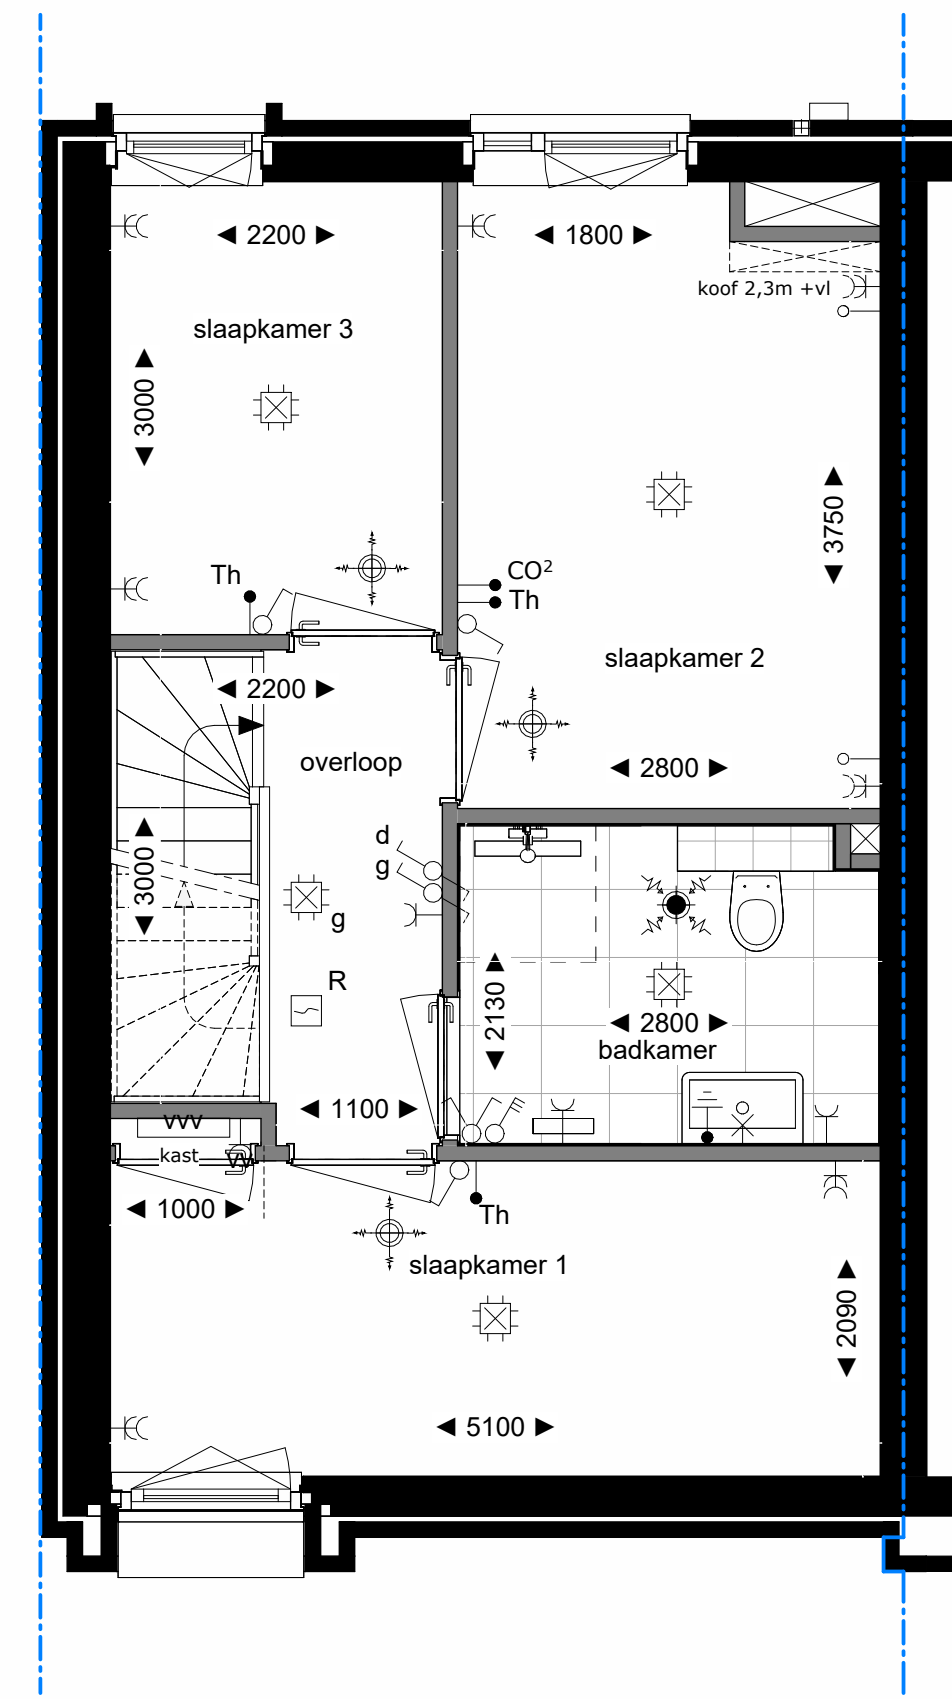 2200
1800
koof 2,3m +vl
slaapkamer 3
3000
3750
Th
CO²
Th
slaapkamer 2
2200
overloop
2800
d
g
3000
g
R
2130
2800
badkamer
1100
VVV
kast
VV
1000
Th
slaapkamer 1
2090
5100